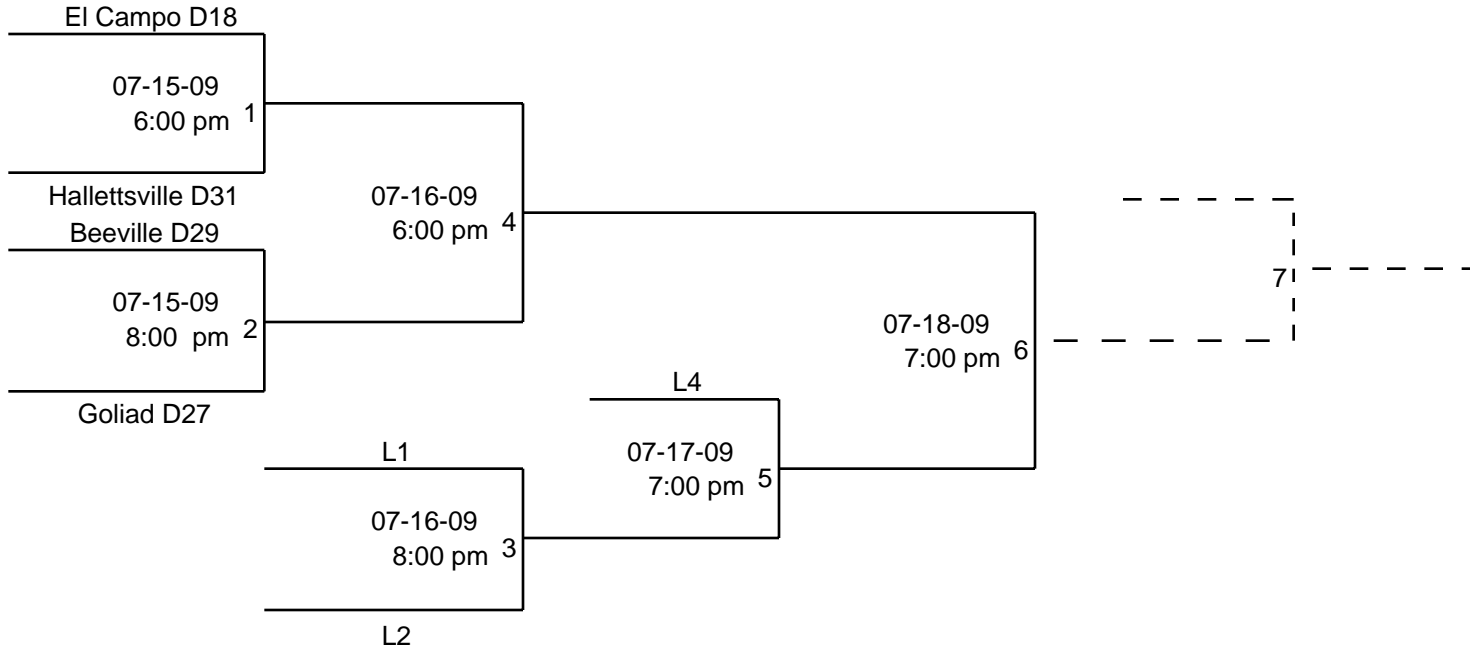 El Campo D18
07-15-09
6:00 pm 1
Hallettsville D31
Beeville D29
07-15-09
8:00 pm 2
Goliad D27
07-16-09
6:00 pm 4
L1
07-16-09
8:00 pm 3
L2
L4
07-17-09
7:00 pm 5
07-18-09
7:00 pm 6
7